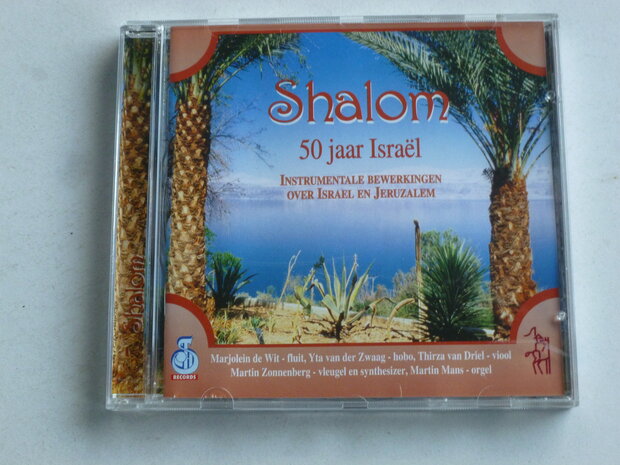 Shalom
50 jaar Israël
INSTRUMENTALE BEWERKINGEN
OVER ISRAEL EN JERUZALEM
Marjolein de Wit - fluit, Yta van der Zwaag - hobo, Thirza van Driel - viool
Martin Zonnenberg - vleugel en synthesizer, Martin Mans - orgel
RECORDS
Shalom